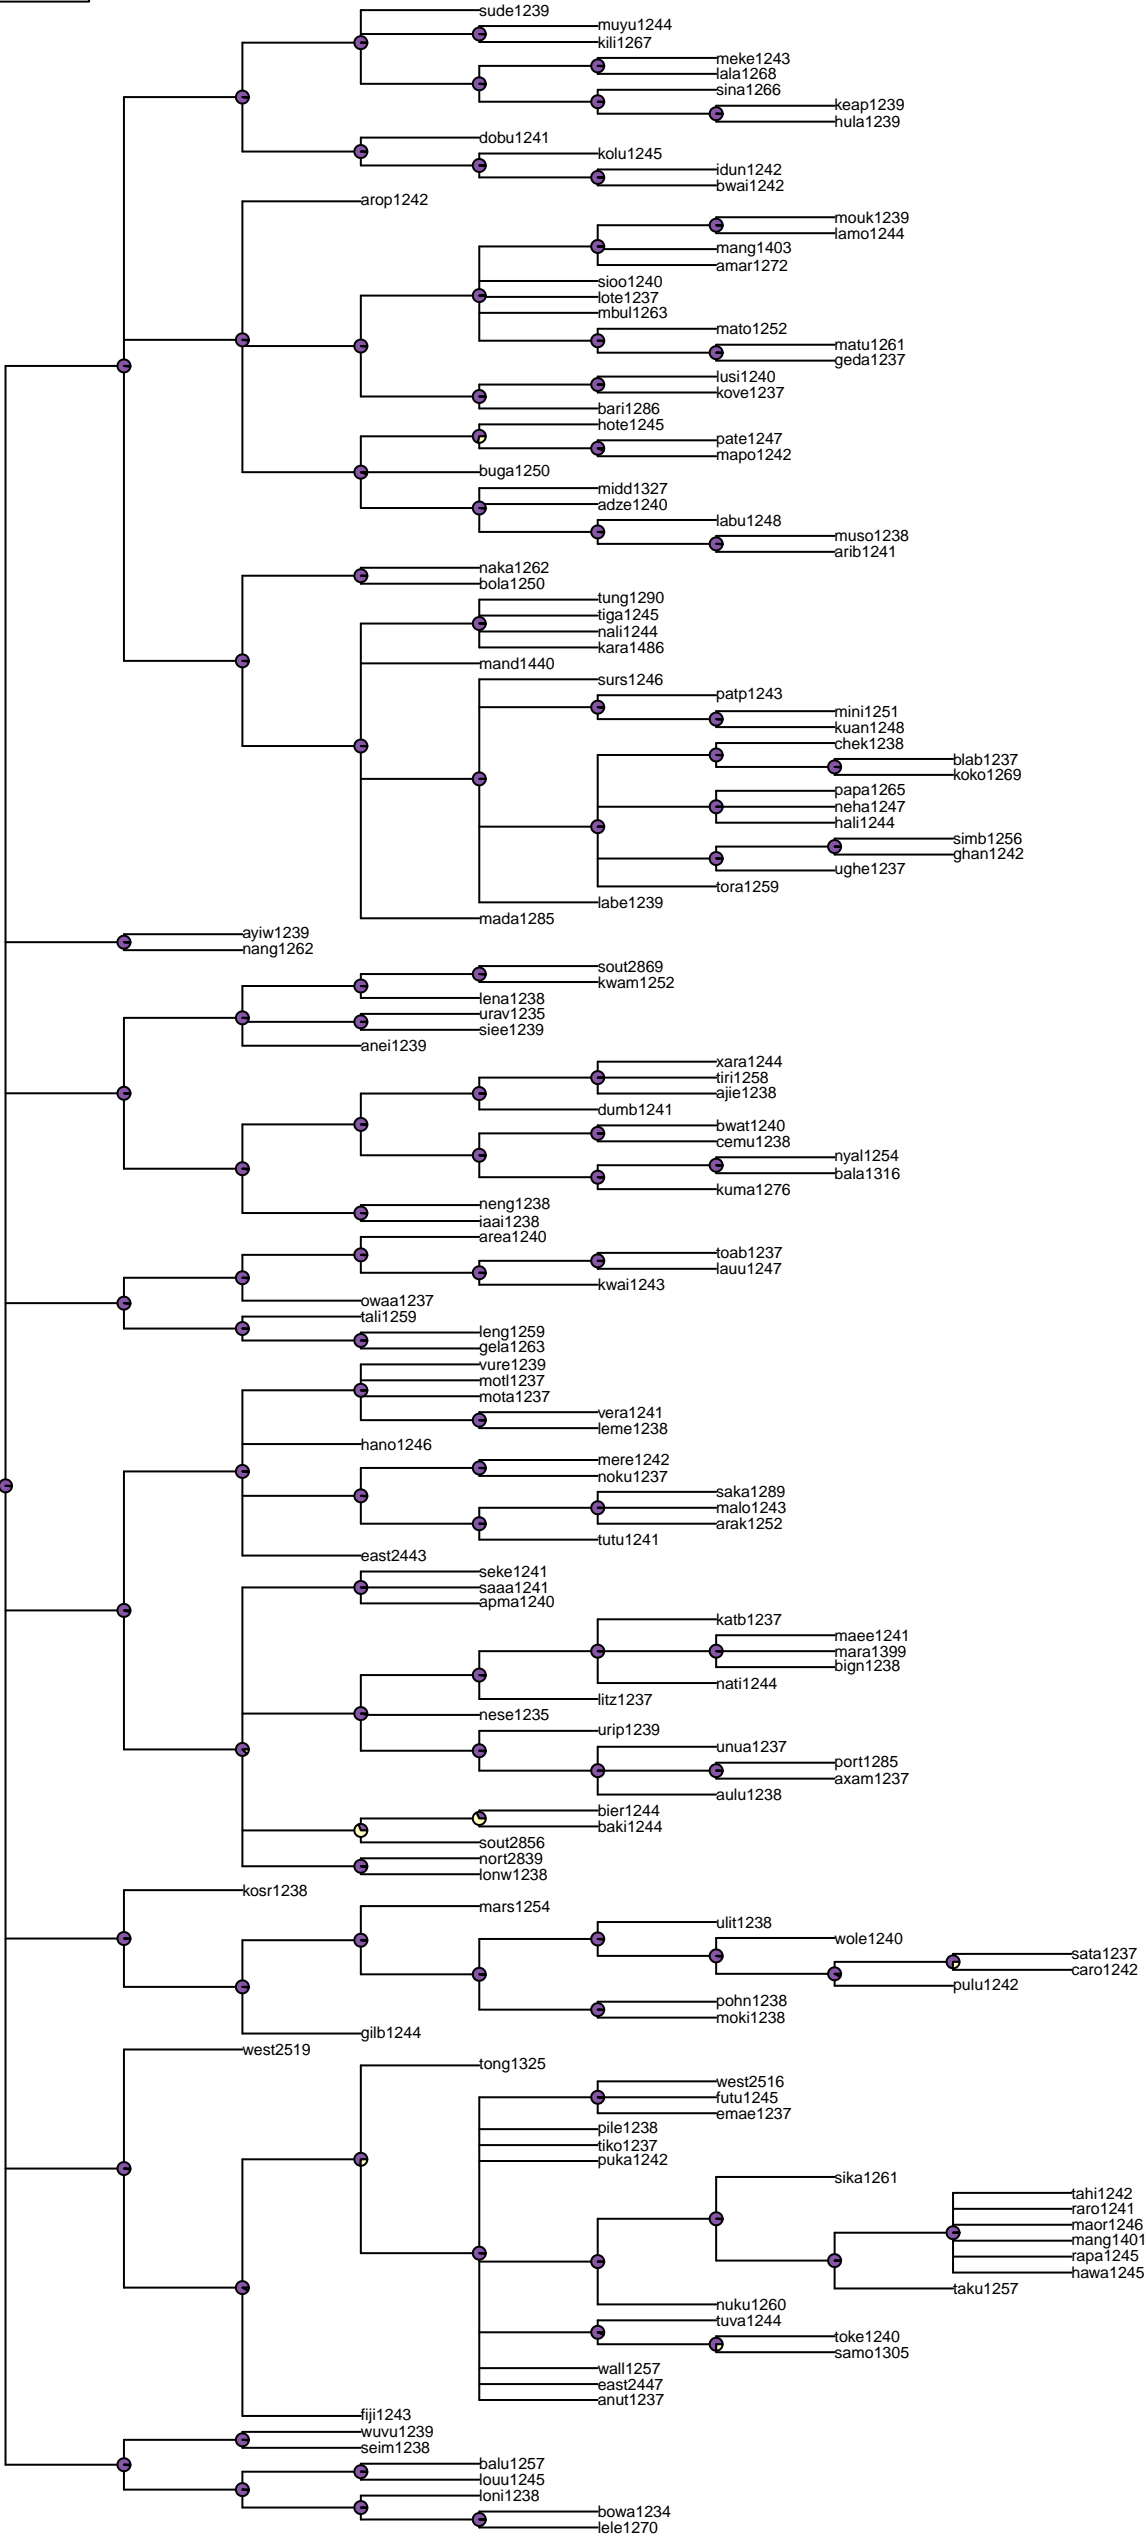 sude1239
muyu1244
kili1267
meke1243
lala1268
sina1266
keap1239
hula1239
dobu1241
kolu1245
idun1242
bwai1242
arop1242
mouk1239
lamo1244
mang1403
amar1272
sioo1240
lote1237
mbul1263
mato1252
matu1261
geda1237
lusi1240
kove1237
bari1286
hote1245
pate1247
mapo1242
buga1250
midd1327
adze1240
labu1248
muso1238
arib1241
naka1262
bola1250
tung1290
tiga1245
nali1244
kara1486
mand1440
surs1246
patp1243
mini1251
kuan1248
chek1238
blab1237
koko1269
papa1265
neha1247
hali1244
simb1256
ghan1242
ughe1237
tora1259
labe1239
mada1285
ayiw1239
nang1262
sout2869
kwam1252
lena1238
urav1235
siee1239
anei1239
xara1244
tiri1258
ajie1238
dumb1241
bwat1240
cemu1238
nyal1254
bala1316
kuma1276
neng1238
iaai1238
area1240
toab1237
lauu1247
kwai1243
owaa1237
tali1259
leng1259
gela1263
vure1239
motl1237
mota1237
vera1241
leme1238
hano1246
mere1242
noku1237
saka1289
malo1243
arak1252
tutu1241
east2443
seke1241
saaa1241
apma1240
katb1237
maee1241
mara1399
bign1238
nati1244
litz1237
nese1235
urip1239
unua1237
port1285
axam1237
aulu1238
bier1244
baki1244
sout2856
nort2839
lonw1238
kosr1238
mars1254
ulit1238
wole1240
sata1237
caro1242
pulu1242
pohn1238
moki1238
gilb1244
west2519
tong1325
west2516
futu1245
emae1237
pile1238
tiko1237
puka1242
sika1261
tahi1242
raro1241
maor1246
mang1401
rapa1245
hawa1245
taku1257
nuku1260
tuva1244
toke1240
samo1305
wall1257
east2447
anut1237
fiji1243
wuvu1239
seim1238
balu1257
louu1245
loni1238
bowa1234
lele1270